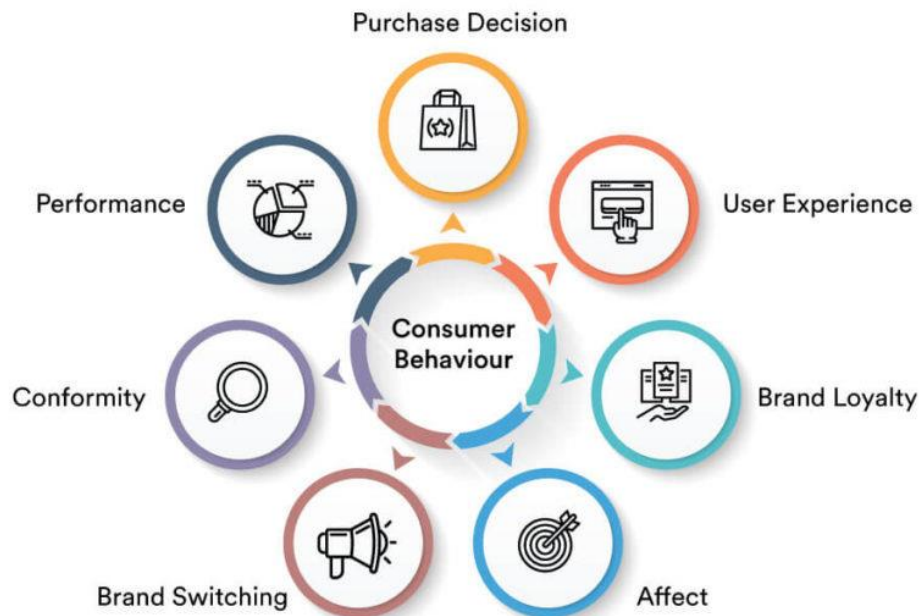 Purchase Decision
Performance
User Experience
Consumer
Behaviour
Conformity
Brand Loyalty
Brand Switching
Affect